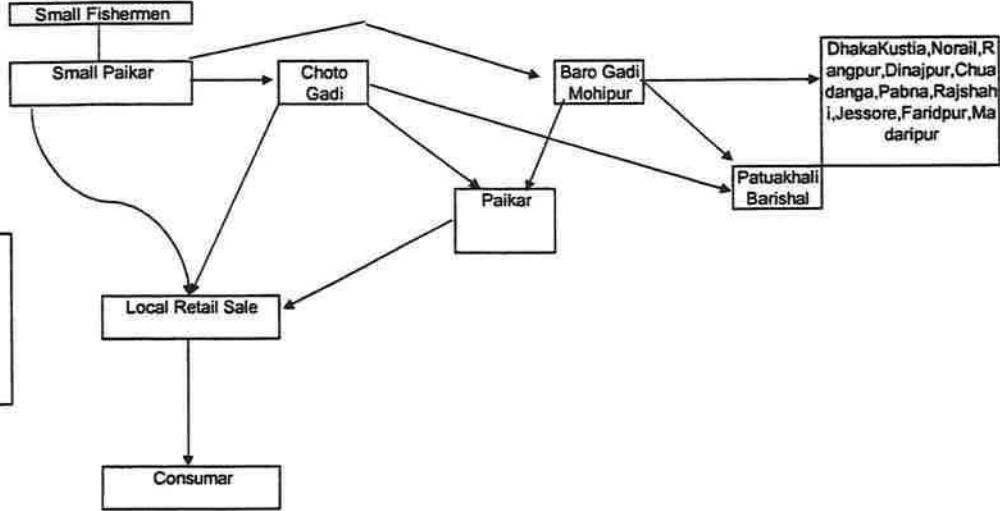 Small Fishermen
Small Paikar
Choto
Gadi
Baro Gadi
Mohipur
DhakaKustia,Norail,R
angpur,Dinajpur,Chua
danga,Pabna,Rajshah
i,Jessore,Faridpur,Ma
daripur
Patuakhali
Barishal
Paikar
Local Retail Sale
Consumar